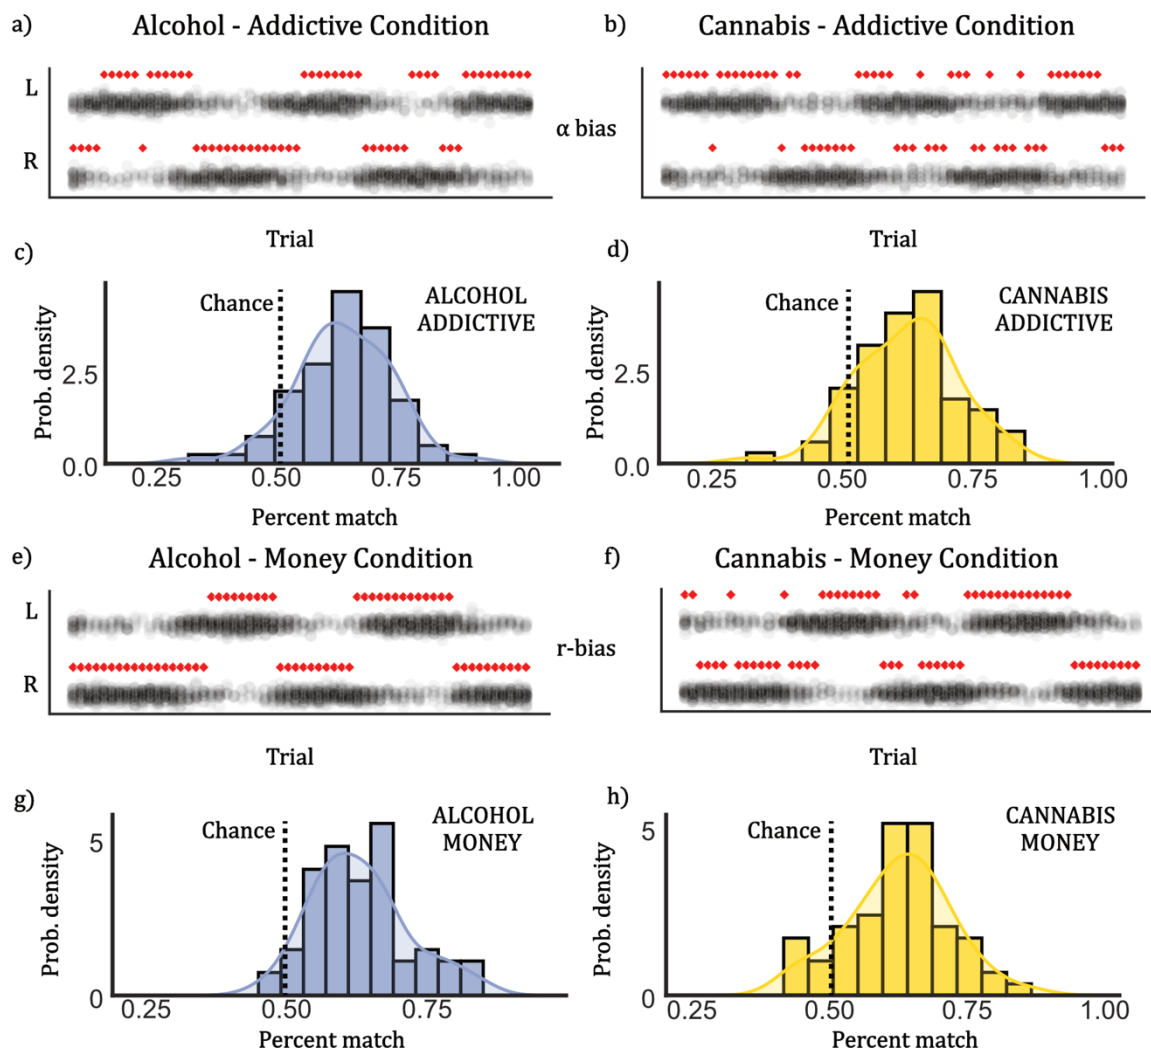 a) Alcohol - Addictive Condition
b) Cannabis - Addictive Condition
L
R
α bias
Trial
Trial
c)
d)
Prob. density
2.5
0.0
Chance
ALCOHOL
ADDICTIVE
0.25 0.50 0.75 1.00
Percent match
Prob. density
2.5
0.0
Chance
CANNABIS
ADDICTIVE
0.25 0.50 0.75 1.00
Percent match
e) Alcohol - Money Condition
f) Cannabis - Money Condition
L
R
r-bias
Trial
Trial
g)
h)
Prob. density
5
0
Chance
ALCOHOL
MONEY
0.25 0.50 0.75
Percent match
Prob. density
5
0
Chance
CANNABIS
MONEY
0.25 0.50 0.75 1.00
Percent match